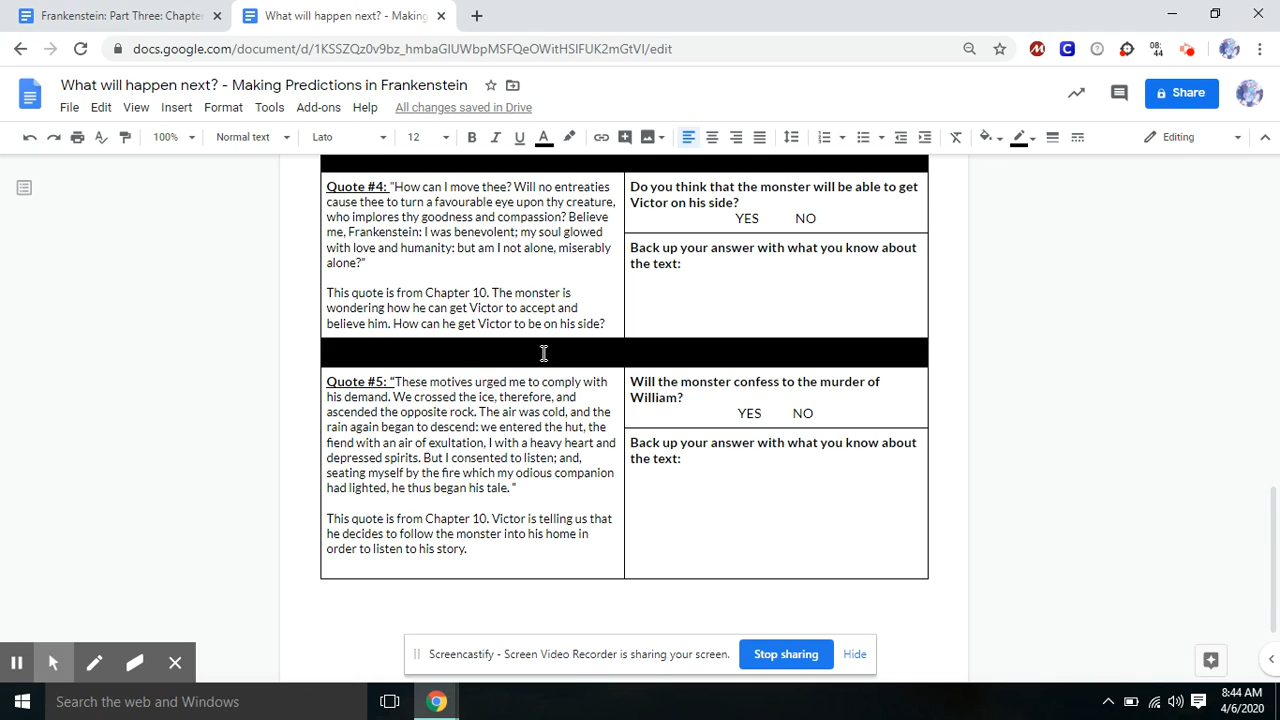 Frankenstein: Part Three: Chapter
What will happen next? - Making
docs.google.com/document/d/1KSSZQz0v9bz_hmbaGIUWbpMSFQeOWitHSIFUK2mGtVI/edit
08:
44
What will happen next? - Making Predictions in Frankenstein
File Edit View Insert Format Tools Add-ons Help All changes saved in Drive
Share
100% Normal text Lato 12 B I U A Editing
Quote #4: "How can I move thee? Will no entreaties
cause thee to turn a favourable eye upon thy creature,
who implores thy goodness and compassion? Believe
me, Frankenstein: I was benevolent; my soul glowed
with love and humanity: but am I not alone, miserably
alone?"
This quote is from Chapter 10. The monster is
wondering how he can get Victor to accept and
believe him. How can he get Victor to be on his side?
Do you think that the monster will be able to get
Victor on his side?
YES NO
Back up your answer with what you know about
the text:
Quote #5: "These motives urged me to comply with
his demand. We crossed the ice, therefore, and
ascended the opposite rock. The air was cold, and the
rain again began to descend: we entered the hut, the
fiend with an air of exultation, I with a heavy heart and
depressed spirits. But I consented to listen; and,
seating myself by the fire which my odious companion
had lighted, he thus began his tale. "
This quote is from Chapter 10. Victor is telling us that
he decides to follow the monster into his home in
order to listen to his story.
Will the monster confess to the murder of
William?
YES NO
Back up your answer with what you know about
the text:
Screencastify - Screen Video Recorder is sharing your screen. Stop sharing Hide
Search the web and Windows
8:44 AM
4/6/2020